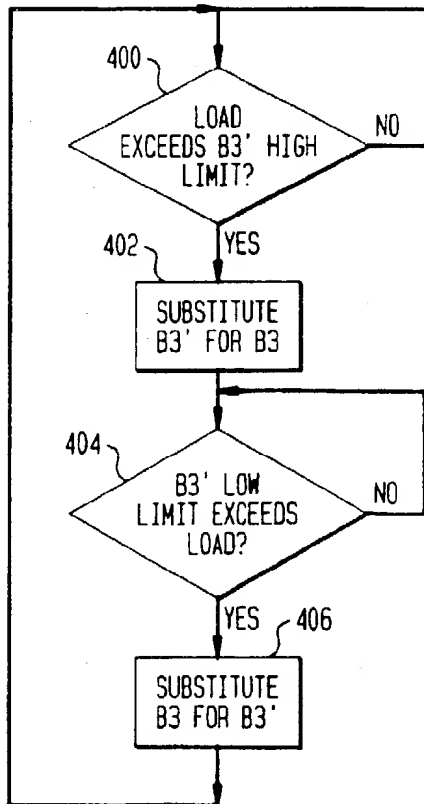 400
LOAD
EXCEEDS B3' HIGH
LIMIT?
NO
YES
402
SUBSTITUTE
B3' FOR B3
404
B3' LOW
LIMIT EXCEEDS
LOAD?
NO
YES
406
SUBSTITUTE
B3 FOR B3'